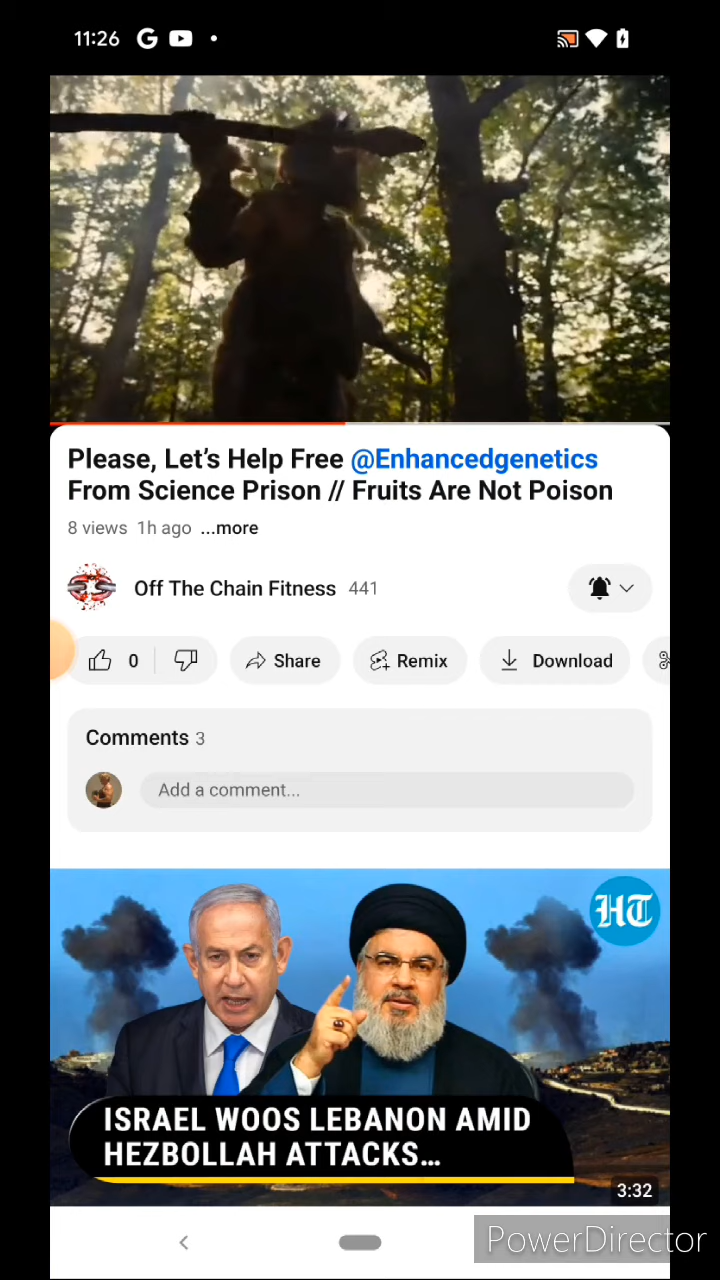 11:26
Please, Let's Help Free @Enhancedgenetics
From Science Prison // Fruits Are Not Poison
8 views 1h ago ...more
Off The Chain Fitness 441
0 Share Remix Download
Comments 3
Add a comment...
HT
ISRAEL WOOS LEBANON AMID
HEZBOLLAH ATTACKS...
3:32
PowerDirector